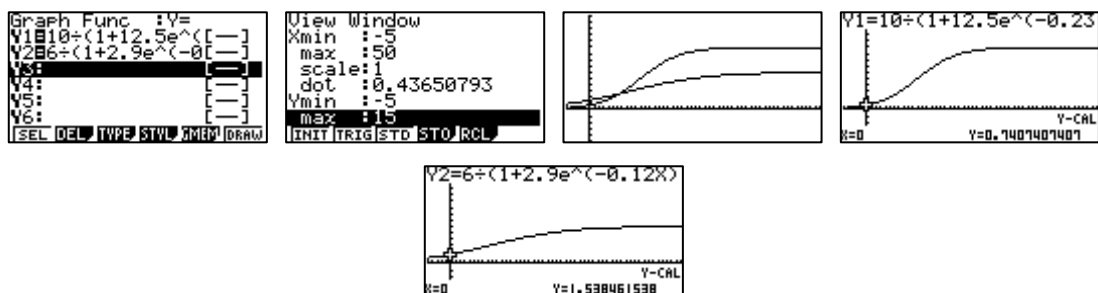 Graph Func :Y=
Y1=10÷(1+12.5e^([—]
Y2=6÷(1+2.9e^(-0[—]
Y3: [—]
Y4: [—]
Y5: [—]
Y6: [—]
SEL DEL TYPE STYL GMEM DRAW
View Window
Xmin :-5
max :50
scale:1
dot :0.43650793
Ymin :-5
max :15
INIT TRIG STD STO RCL
Y1=10÷(1+12.5e^(-0.23
Y-CAL
X=0 Y=0.7407407407
Y2=6÷(1+2.9e^(-0.12X)
Y-CAL
X=0 Y=1.538461538